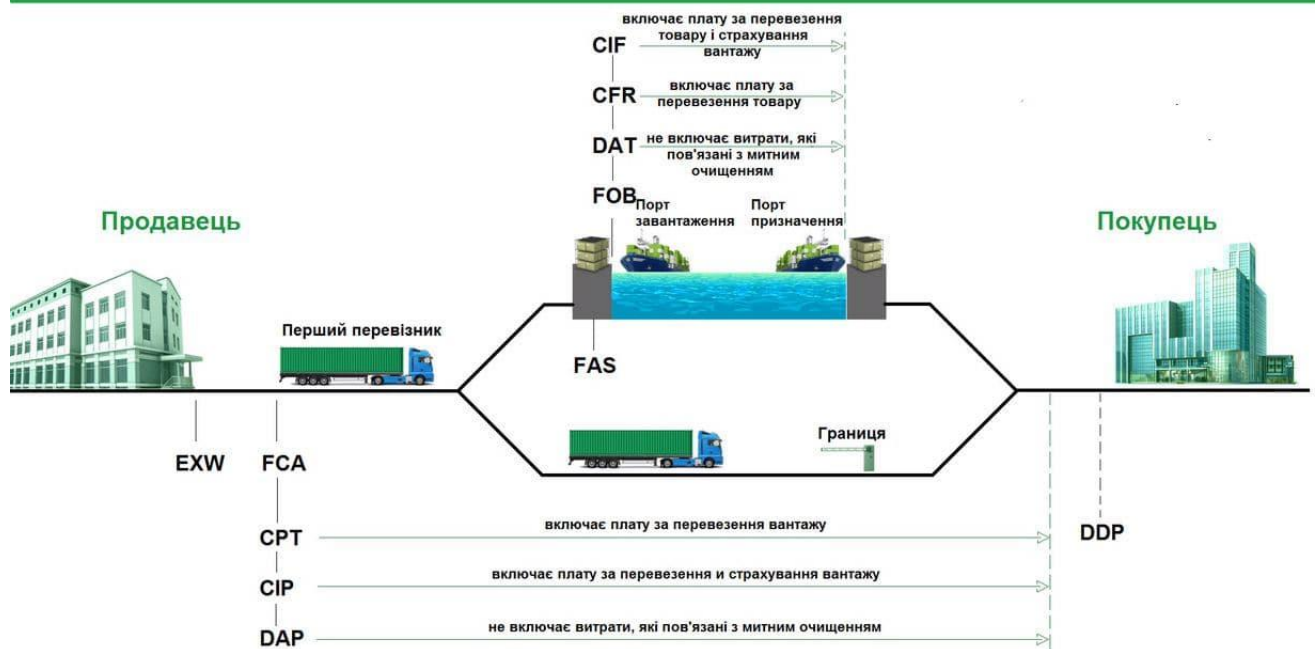 включає плату за перевезення
товару і страхування
вантажу
CIF
включає плату за
перевезення товару
CFR
не включає витрати, які
пов'язані з митним
очищенням
DAT
FOB
Порт
завантаження
Порт
призначення
Продавець
Покупець
Перший перевізник
FAS
Границя
EXW
FCA
включає плату за перевезення вантажу
CPT
DDP
включає плату за перевезення и страхування вантажу
CIP
не включає витрати, які пов'язані з митним очищенням
DAP